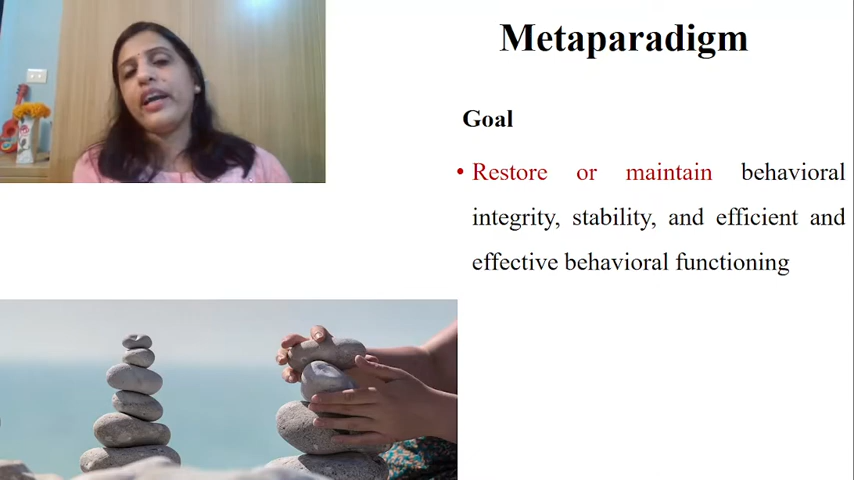 Metaparadigm
Goal
• Restore or maintain behavioral
integrity, stability, and efficient and
effective behavioral functioning